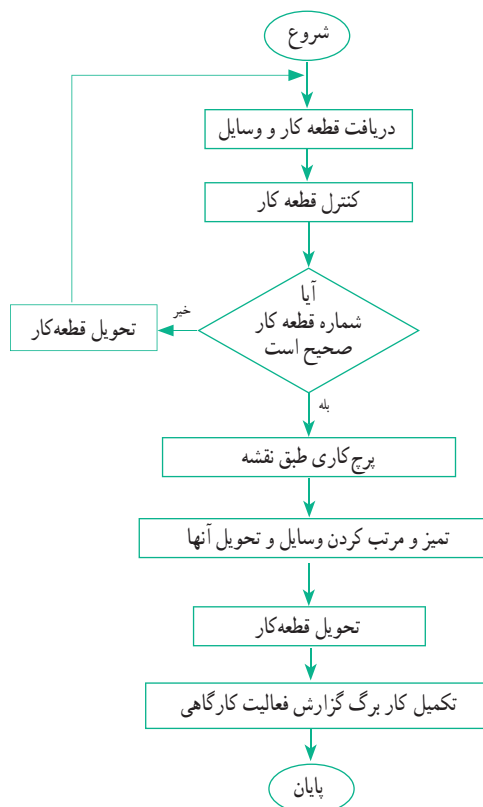 شروع
دریافت قطعه کار و وسایل
کنترل قطعه کار
آیا
شماره قطعه کار
صحیح است
خیر
تحویل قطعه‌کار
بله
پرچ‌کاری طبق نقشه
تمیز و مرتب کردن وسایل و تحویل آنها
تحویل قطعه‌کار
تکمیل کار برگ گزارش فعالیت کارگاهی
پایان